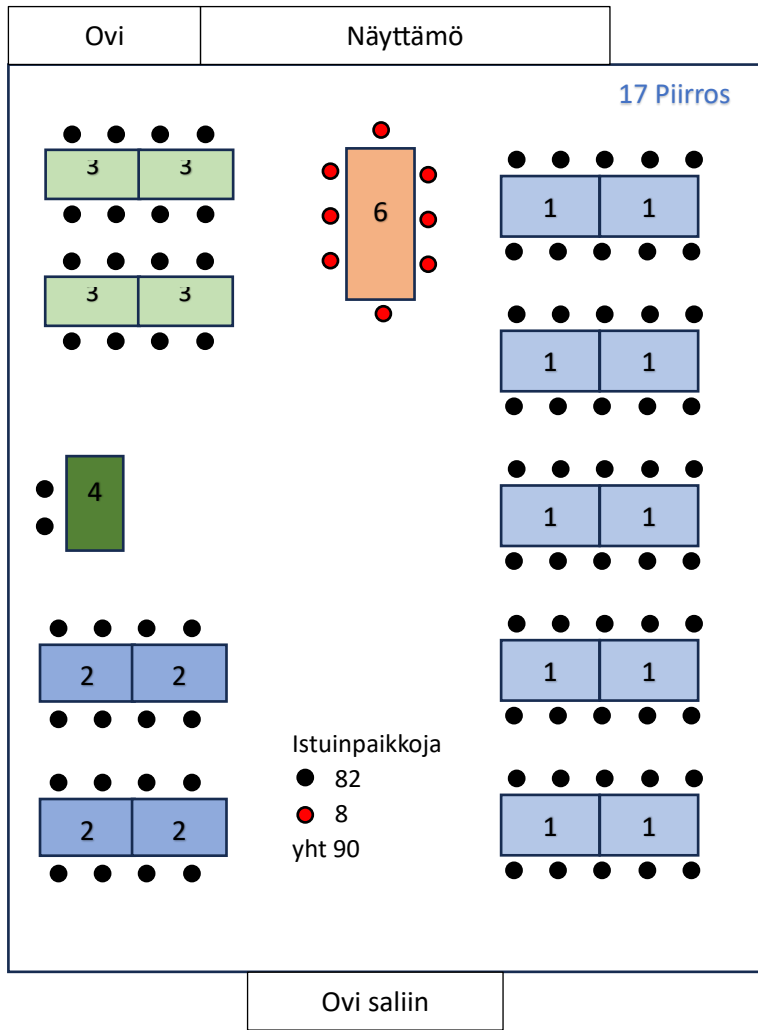 Ovi
Näyttämö
17 Piirros
3 3
6
1 1
3 3
1 1
4
1 1
2 2
1 1
Istuinpaikkoja
82
8
yht 90
2 2
1 1
Ovi saliin